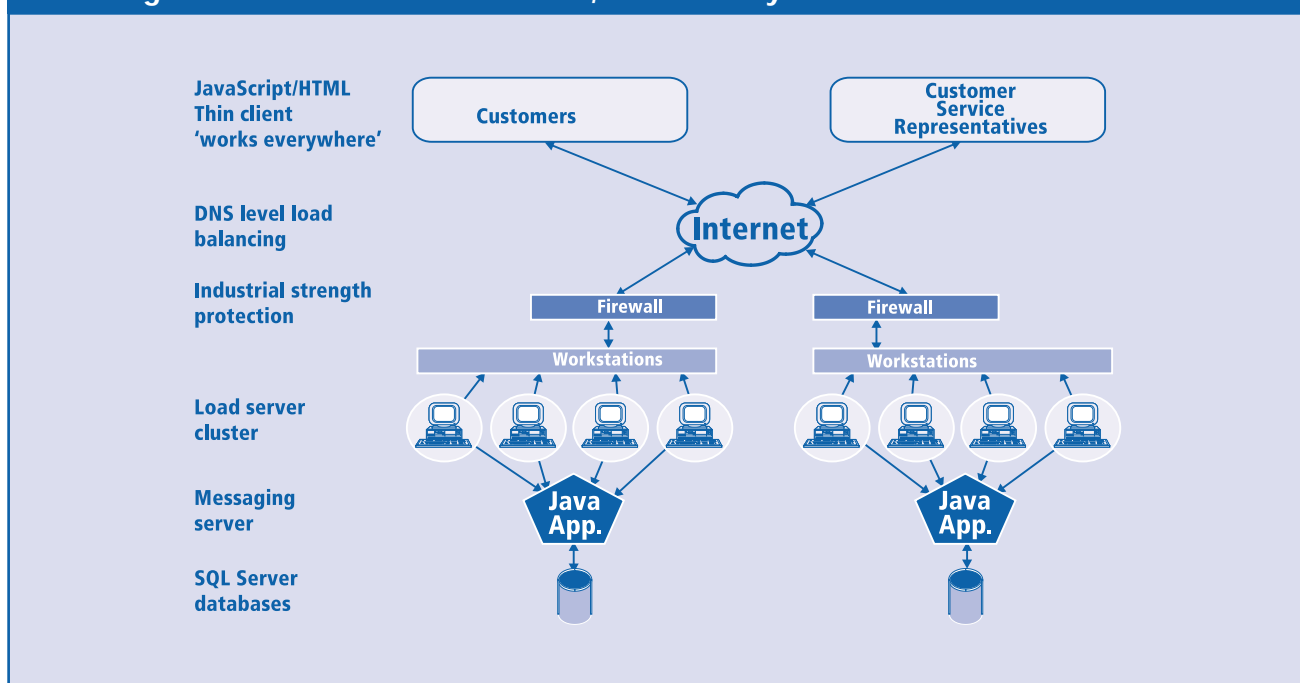 JavaScript/HTML
Thin client
‘works everywhere’
Customers
Customer
Service
Representatives
DNS level load
balancing
Internet
Industrial strength
protection
Firewall
Firewall
Workstations
Workstations
Load server
cluster
Messaging
server
Java
App.
Java
App.
SQL Server
databases